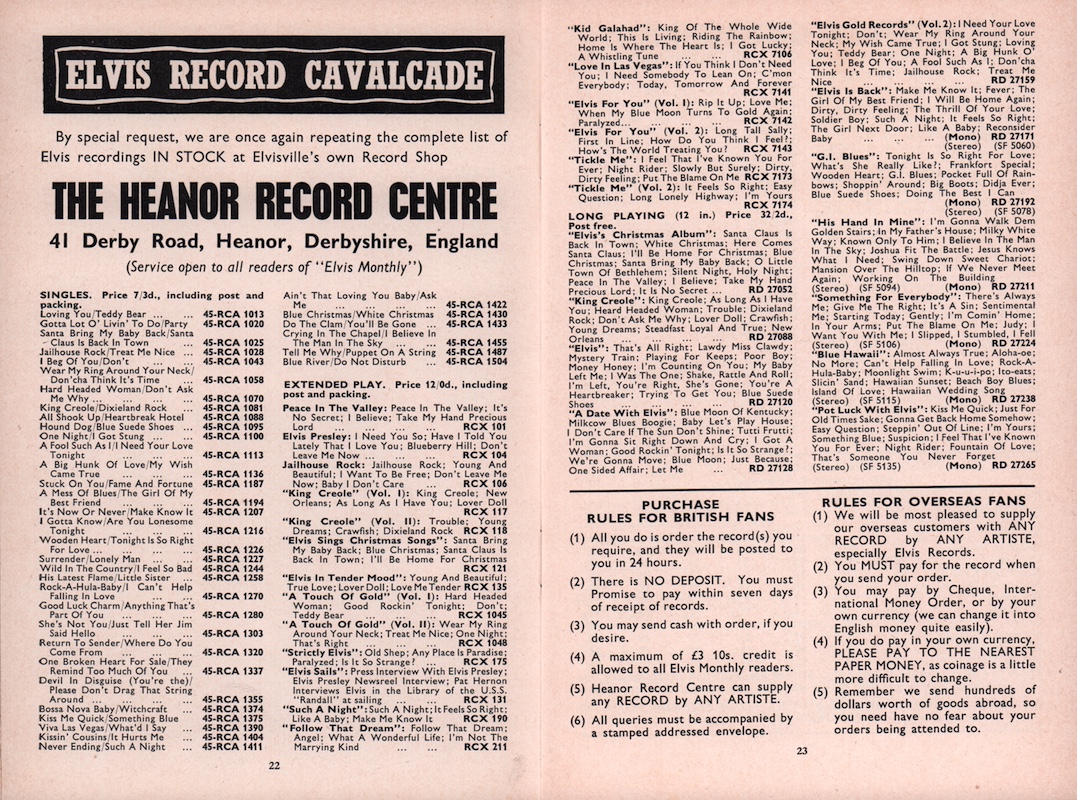 ELVIS RECORD CAVALCADE
By special request, we are once again repeating the complete list of
Elvis recordings IN STOCK at Elvisville's own Record Shop
THE HEANOR RECORD CENTRE
41 Derby Road, Heanor, Derbyshire, England
(Service open to all readers of "Elvis Monthly")
SINGLES. Price 7/3d., including post and
packing.
Loving You/Teddy Bear ... ... 45-RCA 1013
Gotta Lot O' Livin' To Do/Party 45-RCA 1020
Santa Bring My Baby Back/Santa
Claus Is Back In Town ... 45-RCA 1025
Jailhouse Rock/Treat Me Nice ... 45-RCA 1028
I Beg Of You/Don't ... 45-RCA 1043
Wear My Ring Around Your Neck/
Don'cha Think It's Time ... 45-RCA 1058
Hard Headed Woman/Don't Ask
Me Why ... ... ... 45-RCA 1070
King Creole/Dixieland Rock ... 45-RCA 1081
All Shook Up/Heartbreak Hotel 45-RCA 1088
Hound Dog/Blue Suede Shoes ... 45-RCA 1095
One Night/I Got Stung ... ... 45-RCA 1100
A Fool Such As I/I Need Your Love
Tonight ... ... ... 45-RCA 1113
A Big Hunk Of Love/My Wish
Came True ... ... ... 45-RCA 1136
Stuck On You/Fame And Fortune 45-RCA 1187
A Mess Of Blues/The Girl Of My
Best Friend ... ... ... 45-RCA 1194
It's Now Or Never/Make Know It 45-RCA 1207
I Gotta Know/Are You Lonesome
Tonight ... ... ... 45-RCA 1216
Wooden Heart/Tonight Is So Right
For Love ... ... ... 45-RCA 1226
Surrender/Lonely Man ... ... 45-RCA 1227
Wild In The Country/I Feel So Bad 45-RCA 1244
His Latest Flame/Little Sister ... 45-RCA 1258
Rock-A-Hula-Baby/I Can't Help
Falling In Love ... ... 45-RCA 1270
Good Luck Charm/Anything That's
Part Of You ... ... 45-RCA 1280
She's Not You/Just Tell Her Jim
Said Hello ... ... ... 45-RCA 1303
Return To Sender/Where Do You
Come From ... ... ... 45-RCA 1320
One Broken Heart For Sale/They
Remind Too Much Of You ... 45-RCA 1337
Devil In Disguise (You're the)/
Please Don't Drag That String
Around ... ... ... 45-RCA 1355
Bossa Nova Baby/Witchcraft ... 45-RCA 1374
Kiss Me Quick/Something Blue 45-RCA 1375
Viva Las Vegas/What'd I Say ... 45-RCA 1390
Kissin' Cousins/It Hurts Me ... 45-RCA 1404
Never Ending/Such A Night ... 45-RCA 1411
Ain't That Loving You Baby/Ask
Me ... ... ... ... 45-RCA 1422
Blue Christmas/White Christmas 45-RCA 1430
Do The Clam/You'll Be Gone ... 45-RCA 1433
Crying In The Chapel/I Believe In
The Man In The Sky ... ... 45-RCA 1455
Tell Me Why/Puppet On A String 45-RCA 1487
Blue River/Do Not Disturb ... 45-RCA 1504
EXTENDED PLAY. Price 12/0d., including
post and packing.
Peace In The Valley: Peace In The Valley; It's
No Secret; I Believe; Take My Hand Precious
Lord ... ... ... ... RCX 101
Elvis Presley: I Need You So; Have I Told You
Lately That I Love You; Blueberry Hill; Don't
Leave Me Now ... ... ... RCX 104
Jailhouse Rock: Jailhouse Rock; Young And
Beautiful; I Want To Be Free; Don't Leave Me
Now; Baby I Don't Care ... RCX 106
"King Creole" (Vol. I): King Creole; New
Orleans; As Long As I Have You; Lover Doll
RCX 117
"King Creole" (Vol. II): Trouble; Young
Dreams; Crawfish; Dixieland Rock RCX 118
"Elvis Sings Christmas Songs": Santa Bring
My Baby Back; Blue Christmas; Santa Claus Is
Back In Town; I'll Be Home For Christmas
RCX 121
"Elvis In Tender Mood": Young And Beautiful;
True Love; Lover Doll; Love Me Tender RCX 135
"A Touch Of Gold" (Vol. I): Hard Headed
Woman; Good Rockin' Tonight; Don't;
Teddy Bear ... ... ... RCX 1045
"A Touch Of Gold" (Vol. II): Wear My Ring
Around Your Neck; Treat Me Nice; One Night;
That's Right ... ... ... RCX 1048
"Strictly Elvis": Old Shep; Any Place Is Paradise;
Paralyzed; Is It So Strange? ... RCX 175
"Elvis Sails": Press Interview With Elvis Presley;
Elvis Presley Newsreel Interview; Pat Hernon
Interviews Elvis in the Library of the U.S.S.
"Randall" at sailing ... ... RCX 131
"Such A Night": Such A Night; It Feels So Right;
Like A Baby; Make Me Know It RCX 190
"Follow That Dream": Follow That Dream;
Angel; What A Wonderful Life; I'm Not The
Marrying Kind ... ... RCX 211
22
"Kid Galahad": King Of The Whole Wide
World; This Is Living; Riding The Rainbow;
Home Is Where The Heart Is; I Got Lucky;
A Whistling Tune ... ... RCX 7106
"Love In Las Vegas": If You Think I Don't Need
You; I Need Somebody To Lean On; C'mon
Everybody; Today, Tomorrow And Forever
RCX 7141
"Elvis For You" (Vol. I): Rip It Up; Love Me;
When My Blue Moon Turns To Gold Again;
Paralyzed... ... ... ... RCX 7142
"Elvis For You" (Vol. 2): Long Tall Sally;
First In Line; How Do You Think I Feel?;
How's The World Treating You? RCX 7143
"Tickle Me": I Feel That I've Known You For
Ever; Night Rider; Slowly But Surely; Dirty,
Dirty Feeling; Put The Blame On Me RCX 7173
"Tickle Me" (Vol. 2): It Feels So Right; Easy
Question; Long Lonely Highway; I'm Yours
RCX 7174
LONG PLAYING (12 in.) Price 32/2d.,
Post free.
"Elvis's Christmas Album": Santa Claus Is
Back In Town; White Christmas; Here Comes
Santa Claus; I'll Be Home For Christmas; Blue
Christmas; Santa Bring My Baby Back; O Little
Town Of Bethlehem; Silent Night, Holy Night;
Peace In The Valley; I Believe; Take My Hand
Precious Lord; It Is No Secret ... RD 27052
"King Creole": King Creole; As Long As I Have
You; Heard Headed Woman; Trouble; Dixieland
Rock; Don't Ask Me Why; Lover Doll; Crawfish;
Young Dreams; Steadfast Loyal And True; New
Orleans ... ... ... ... RD 27088
"Elvis": That's All Right; Lawdy Miss Clawdy;
Mystery Train; Playing For Keeps; Poor Boy;
Money Honey; I'm Counting On You; My Baby
Left Me; I Was The One; Shake, Rattle And Roll;
I'm Left, You're Right, She's Gone; You're A
Heartbreaker; Trying To Get You; Blue Suede
Shoes ... ... ... ... RD 27120
"A Date With Elvis": Blue Moon Of Kentucky;
Milkcow Blues Boogie; Baby Let's Play House;
I Don't Care If The Sun Don't Shine; Tutti Frutti;
I'm Gonna Sit Right Down And Cry; I Got A
Woman; Good Rockin' Tonight; Is It So Strange?;
We're Gonna Move; Blue Moon; Just Because;
One Sided Affair; Let Me ... RD 27128
"Elvis Gold Records" (Vol. 2): I Need Your Love
Tonight; Don't; Wear My Ring Around Your
Neck; My Wish Came True; I Got Stung; Loving
You; Teddy Bear; One Night; A Big Hunk O'
Love; I Beg Of You; A Fool Such As I; Don'cha
Think It's Time; Jailhouse Rock; Treat Me
Nice ... ... ... ... RD 27159
"Elvis Is Back": Make Me Know It; Fever; The
Girl Of My Best Friend; I Will Be Home Again;
Dirty, Dirty Feeling; The Thrill Of Your Love;
Soldier Boy; Such A Night; It Feels So Right;
The Girl Next Door; Like A Baby; Reconsider
Baby ... ... ... (Mono) RD 27171
(Stereo) (SF 5060)
"G.I. Blues": Tonight Is So Right For Love;
What's She Really Like?; Frankfort Special;
Wooden Heart; G.I. Blues; Pocket Full Of Rain-
bows; Shoppin' Around; Big Boots; Didja Ever;
Blue Suede Shoes; Doing The Best I Can
(Mono) RD 27192
(Stereo) (SF 5078)
"His Hand In Mine": I'm Gonna Walk Dem
Golden Stairs; In My Father's House; Milky White
Way; Known Only To Him; I Believe In The Man
In The Sky; Joshua Fit The Battle; Jesus Knows
What I Need; Swing Down Sweet Chariot;
Mansion Over The Hilltop; If We Never Meet
Again; Working On The Building
(Stereo) (SF 5094) (Mono) RD 27211
"Something For Everybody": There's Always
Me; Give Me The Right; It's A Sin; Sentimental
Me; Starting Today; Gently; I'm Comin' Home;
In Your Arms; Put The Blame On Me; Judy; I
Want You With Me; I Slipped, I Stumbled, I Fell
(Stereo) (SF 5106) (Mono) RD 27224
"Blue Hawaii": Almost Always True; Aloha-oe;
No More; Can't Help Falling In Love; Rock-A-
Hula-Baby; Moonlight Swim; K-u-u-i-po; Ito-eats;
Slicin' Sand; Hawaiian Sunset; Beach Boy Blues;
Island Of Love; Hawaiian Wedding Song
(Stereo) (SF 5115) (Mono) RD 27238
"Pot Luck With Elvis": Kiss Me Quick; Just For
Old Times Sake; Gonna Get Back Home Somehow;
Easy Question; Steppin' Out Of Line; I'm Yours;
Something Blue; Suspicion; I Feel That I've Known
You For Ever; Night Rider; Fountain Of Love;
That's Someone You Never Forget
(Stereo) (SF 5135) (Mono) RD 27265
PURCHASE
RULES FOR BRITISH FANS
(1) All you do is order the record(s) you
require, and they will be posted to
you in 24 hours.
(2) There is NO DEPOSIT. You must
Promise to pay within seven days
of receipt of records.
(3) You may send cash with order, if you
desire.
(4) A maximum of £3 10s. credit is
allowed to all Elvis Monthly readers.
(5) Heanor Record Centre can supply
any RECORD by ANY ARTISTE.
(6) All queries must be accompanied by
a stamped addressed envelope.
RULES FOR OVERSEAS FANS
(1) We will be most pleased to supply
our overseas customers with ANY
RECORD by ANY ARTISTE,
especially Elvis Records.
(2) You MUST pay for the record when
you send your order.
(3) You may pay by Cheque, Inter-
national Money Order, or by your
own currency (we can change it into
English money quite easily).
(4) If you do pay in your own currency,
PLEASE PAY TO THE NEAREST
PAPER MONEY, as coinage is a little
more difficult to change.
(5) Remember we send hundreds of
dollars worth of goods abroad, so
you need have no fear about your
orders being attended to.
23